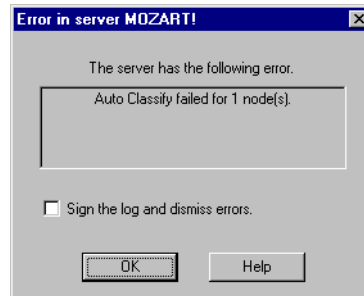 Error in server MOZART!
The server has the following error.
Auto Classify failed for 1 node(s).
Sign the log and dismiss errors.
OK
Help